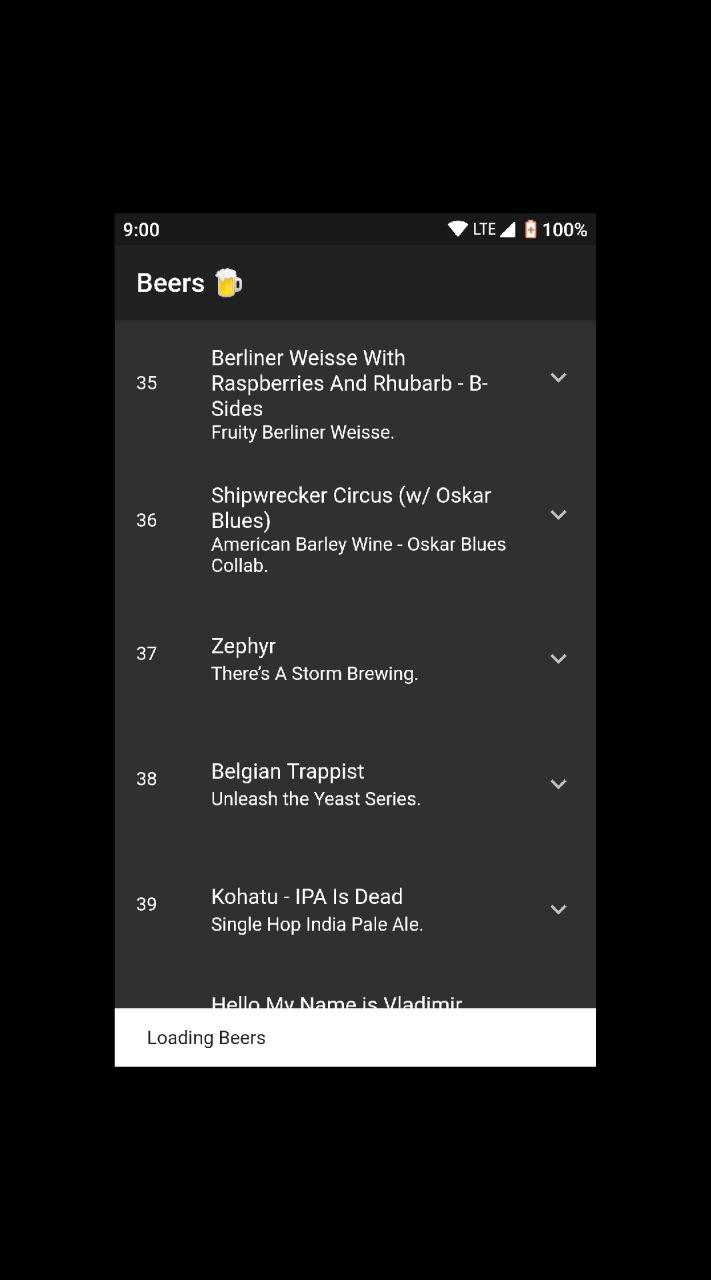 9:00 LTE 100%
Beers 🍺
Berliner Weisse With
35 Raspberries And Rhubarb - B-
Sides
Fruity Berliner Weisse.
Shipwrecker Circus (w/ Oskar
36 Blues)
American Barley Wine - Oskar Blues
Collab.
37 Zephyr
There’s A Storm Brewing.
38 Belgian Trappist
Unleash the Yeast Series.
39 Kohatu - IPA Is Dead
Single Hop India Pale Ale.
Hello My Name is Vladimir
Loading Beers